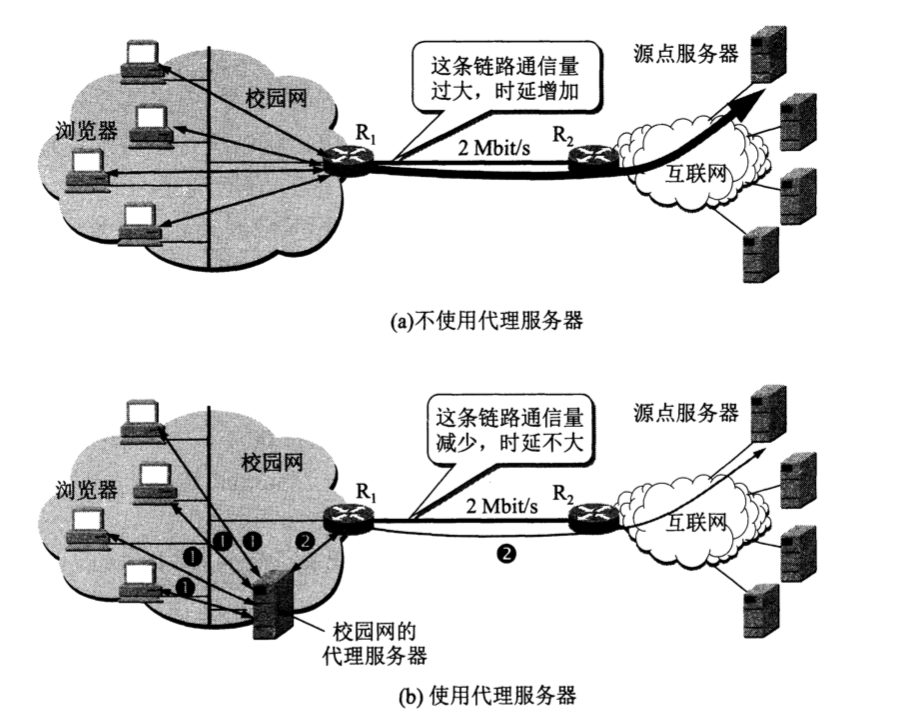 源点服务器
这条链路通信量
过大，时延增加
校园网
浏览器
R₁
2 Mbit/s
R₂
互联网
(a)不使用代理服务器
源点服务器
这条链路通信量
减少，时延不大
校园网
浏览器
R₁
2 Mbit/s
R₂
互联网
❶
❶
❶
❷
❶
❷
校园网的
代理服务器
(b) 使用代理服务器